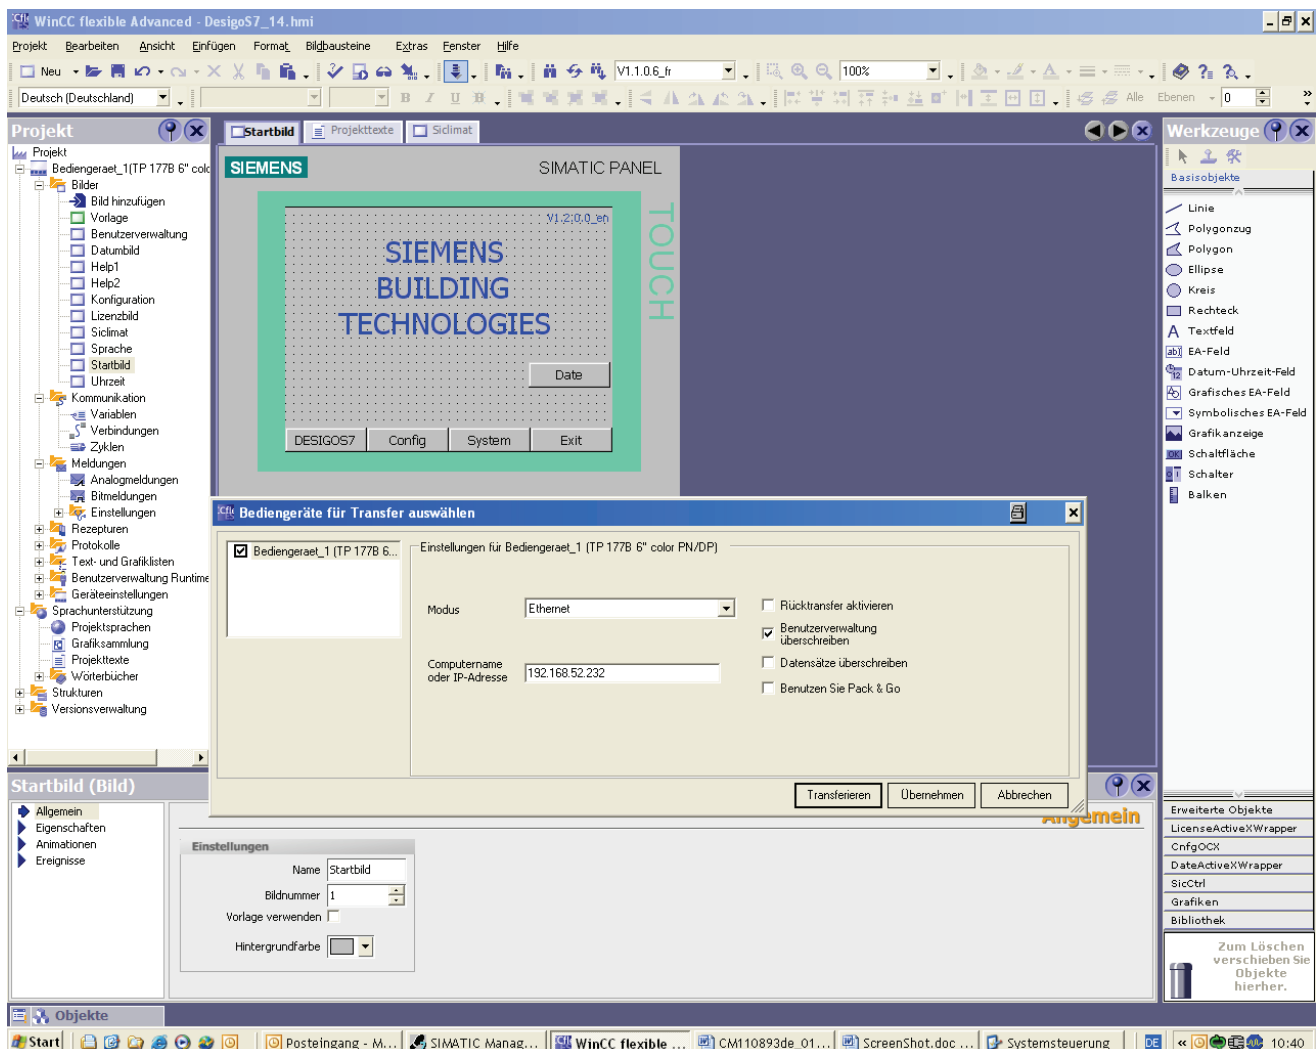 WinCC flexible Advanced - DesigoS7_14.hmi
Projekt Bearbeiten Ansicht Einfügen Format Bildbausteine Extras Fenster Hilfe
Neu V1.1.0.6_fr 100%
Deutsch (Deutschland) B I U Alle Ebenen 0
Projekt
Startbild Projekttexte Siclimat
Werkzeuge
Projekt
Bediengeraet_1(TP 177B 6" colc
Bilder
Bild hinzufügen
Vorlage
Benutzerverwaltung
Datumbild
Help1
Help2
Konfiguration
Lizenzbild
Siclimat
Sprache
Startbild
Uhrzeit
Kommunikation
Variablen
Verbindungen
Zyklen
Meldungen
Analogmeldungen
Bitmeldungen
Einstellungen
Rezepturen
Protokolle
Text- und Grafiklisten
Benutzerverwaltung Runtime
Geräteeinstellungen
Sprachunterstützung
Projektsprachen
Grafiksammlung
Projekttexte
Wörterbücher
Strukturen
Versionsverwaltung
SIEMENS SIMATIC PANEL
TOUCH
V1.2.0.0_en
SIEMENS
BUILDING
TECHNOLOGIES
Date
DESIGOS7 Config System Exit
Basisobjekte
Linie
Polygonzug
Polygon
Ellipse
Kreis
Rechteck
Textfeld
EA-Feld
Datum-Uhrzeit-Feld
Grafisches EA-Feld
Symbolisches EA-Feld
Grafikanzeige
Schaltfläche
Schalter
Balken
Bediengeräte für Transfer auswählen
Bediengeraet_1 (TP 177B 6...
Einstellungen für Bediengeraet_1 (TP 177B 6" color PN/DP)
Modus Ethernet
Computername
oder IP-Adresse 192.168.52.232
Rücktransfer aktivieren
Benutzerverwaltung
überschreiben
Datensätze überschreiben
Benutzen Sie Pack & Go
Transferieren Übernehmen Abbrechen
Startbild (Bild)
Allgemein
Allgemein
Eigenschaften
Animationen
Ereignisse
Einstellungen
Name Startbild
Bildnummer 1
Vorlage verwenden
Hintergrundfarbe
Erweiterte Objekte
LicenseActiveXWrapper
CnfgOCX
DateActiveXWrapper
SicCtrl
Grafiken
Bibliothek
Zum Löschen
verschieben Sie
Objekte
hierher.
Objekte
Start Posteingang - M... SIMATIC Manag... WinCC flexible ... CM110893de_01... ScreenShot.doc ... Systemsteuerung DE 10:40